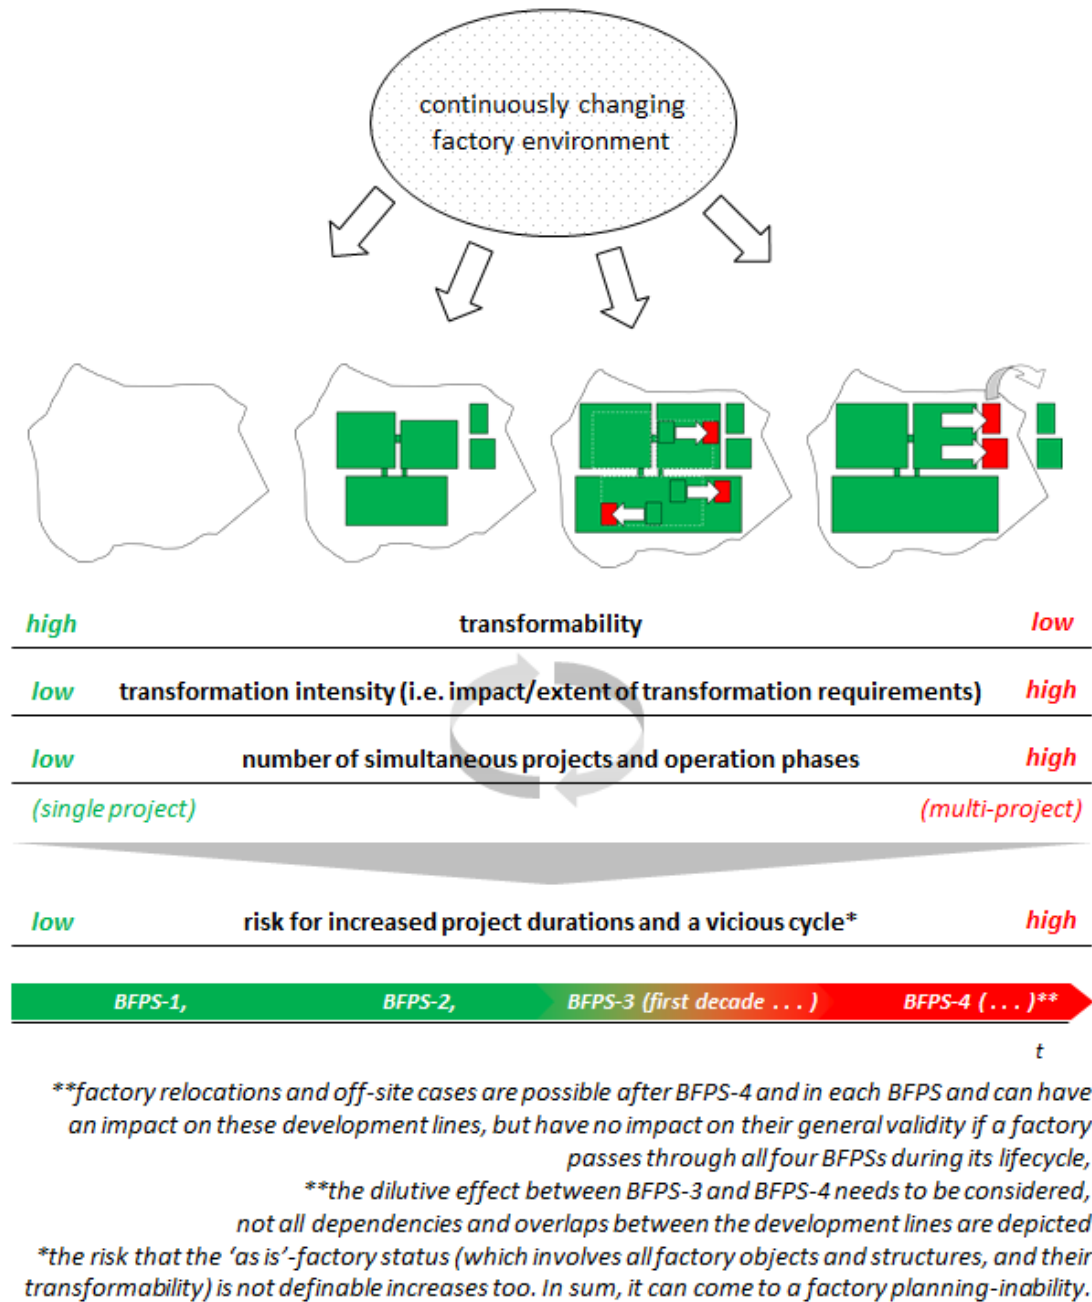 continuously changing
factory environment
high transformability low
low transformation intensity (i.e. impact/extent of transformation requirements) high
low number of simultaneous projects and operation phases high
(single project) (multi-project)
low risk for increased project durations and a vicious cycle* high
BFPS-1, BFPS-2, BFPS-3 (first decade . . . ) BFPS-4 ( . . . )**
t
**factory relocations and off-site cases are possible after BFPS-4 and in each BFPS and can have
an impact on these development lines, but have no impact on their general validity if a factory
passes through all four BFPSs during its lifecycle,
**the dilutive effect between BFPS-3 and BFPS-4 needs to be considered,
not all dependencies and overlaps between the development lines are depicted
*the risk that the ‘as is’-factory status (which involves all factory objects and structures, and their
transformability) is not definable increases too. In sum, it can come to a factory planning-inability.